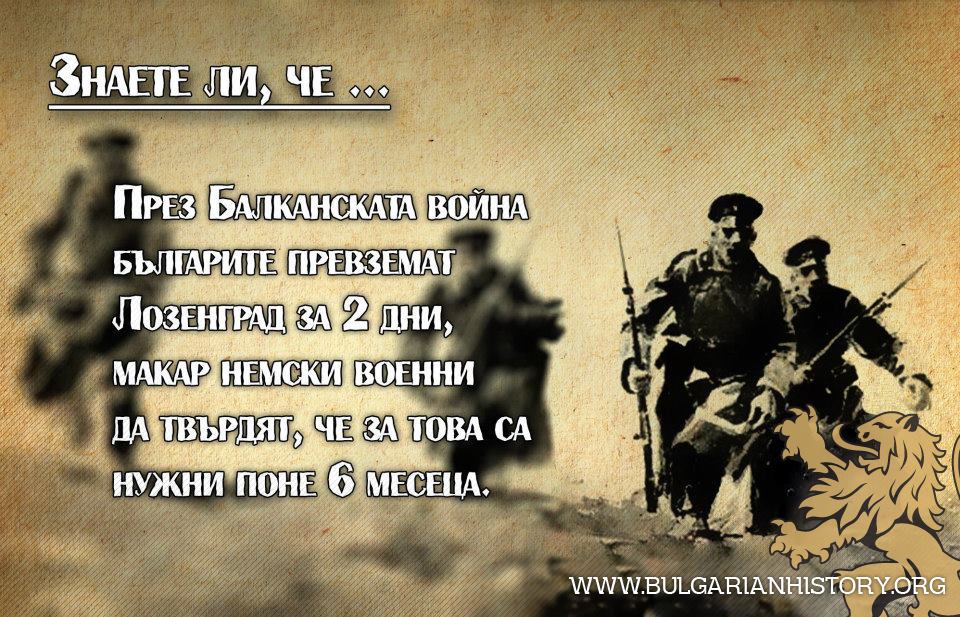 Знаете ли, че ...
През Балканската война
българите превземат
Лозенград за 2 дни,
макар немски военни
да твърдят, че за това са
нужни поне 6 месеца.
WWW.BULGARIANHISTORY.ORG